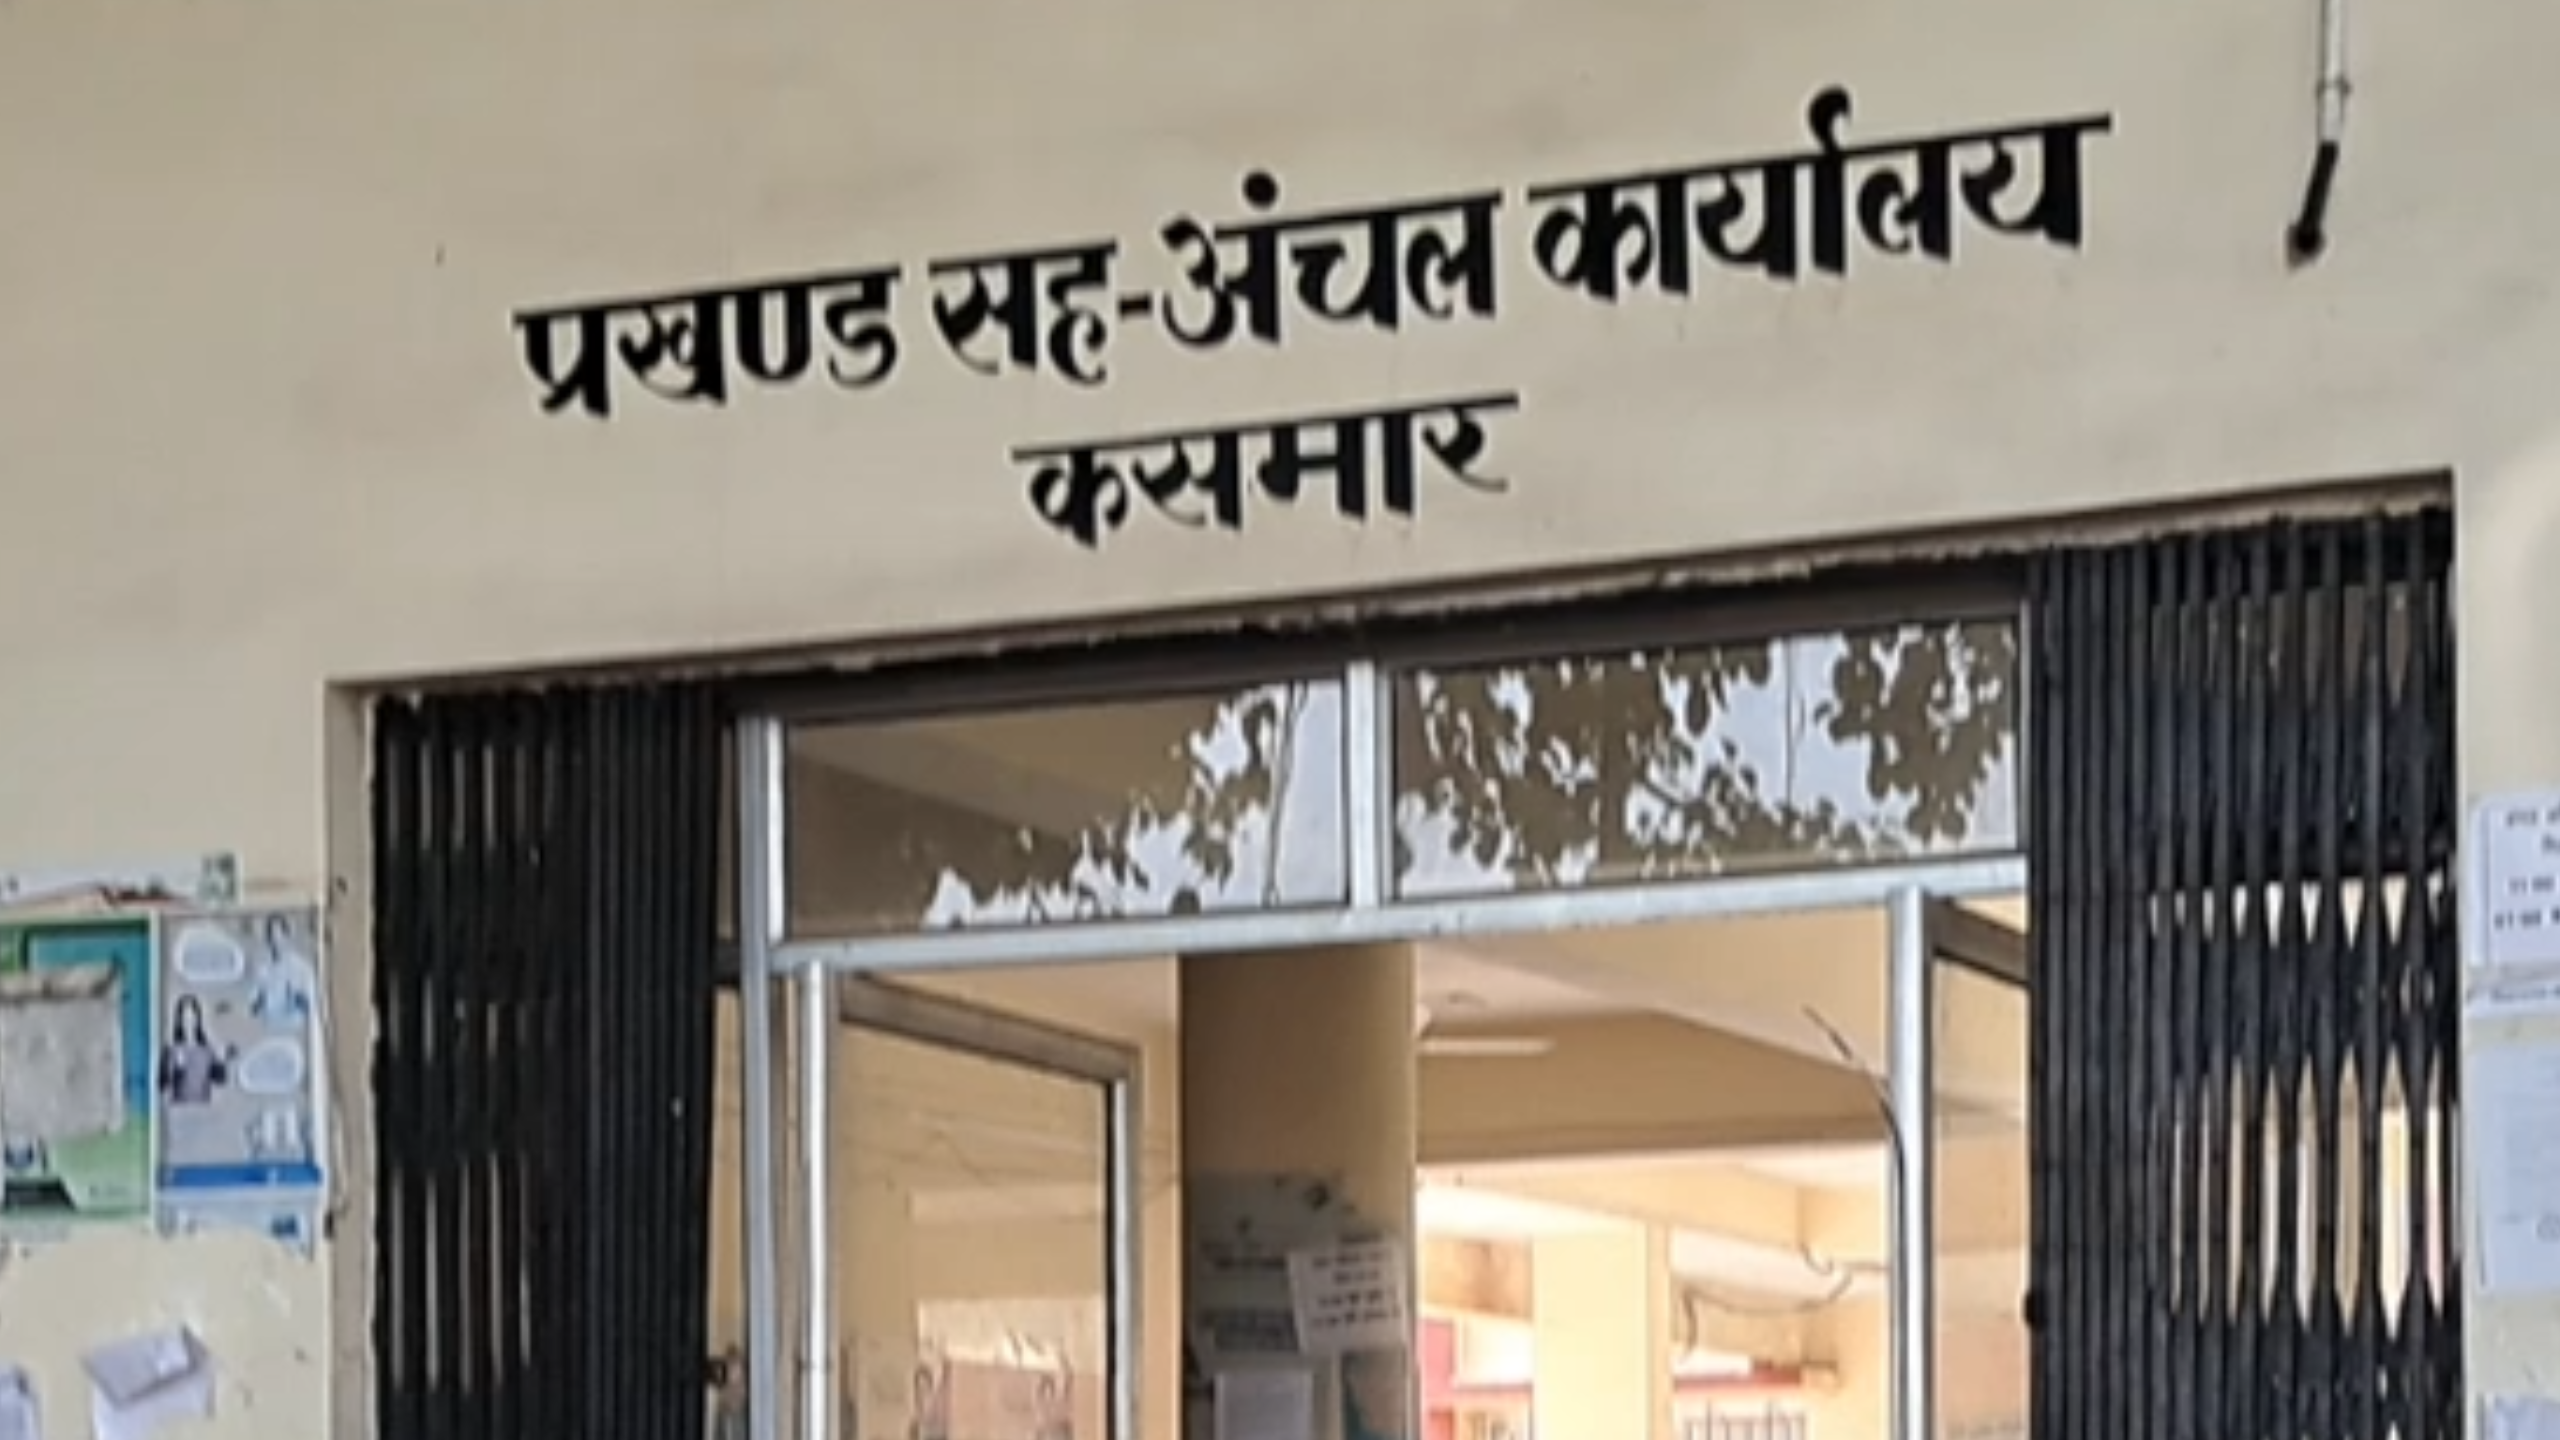 प्रखण्ड सह-अंचल कार्यालय
कसमार